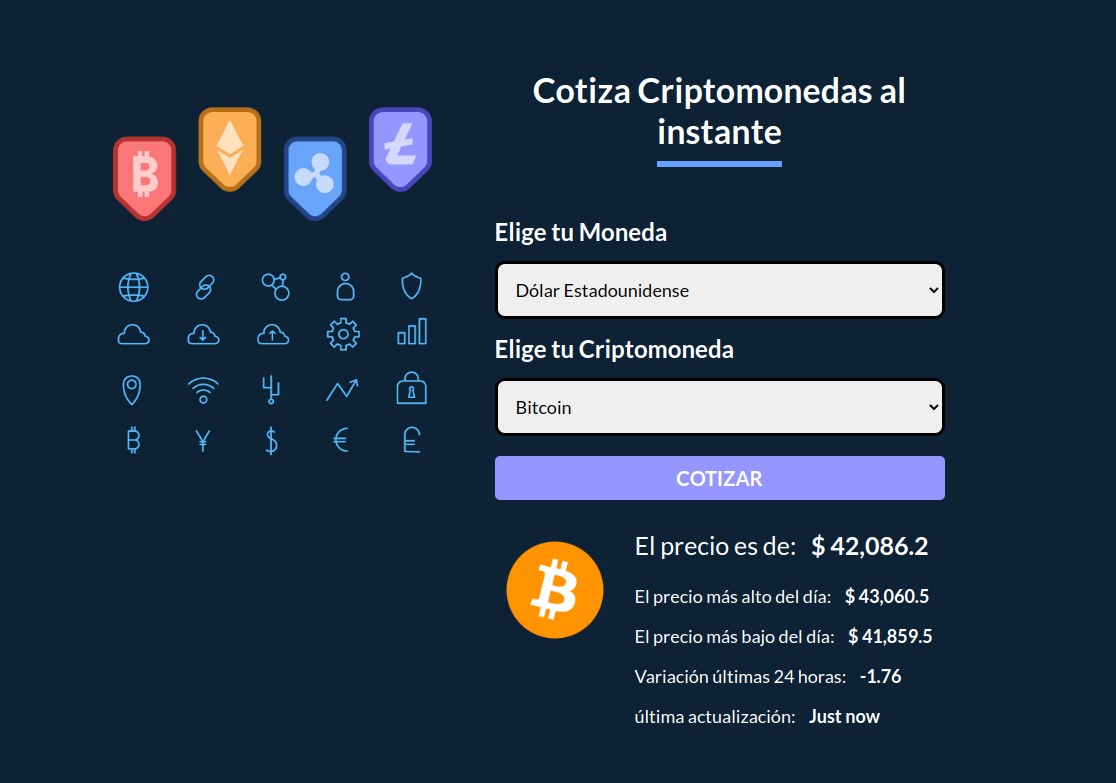 Cotiza Criptomonedas al
instante
Elige tu Moneda
Dólar Estadounidense
Elige tu Criptomoneda
Bitcoin
COTIZAR
El precio es de: $ 42,086.2
El precio más alto del día: $ 43,060.5
El precio más bajo del día: $ 41,859.5
Variación últimas 24 horas: -1.76
última actualización: Just now